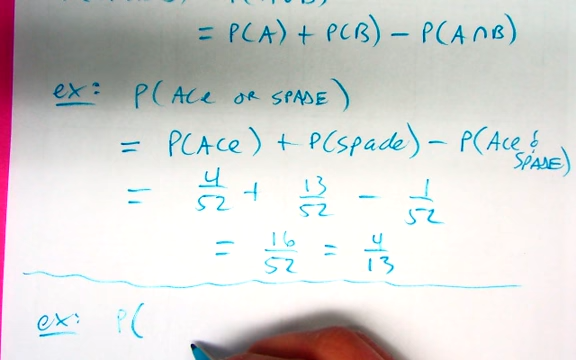 = P(A) + P(B) - P(A∩B)
ex: P(Ace or SPADE)
= P(Ace) + P(spade) - P(Ace & SPADE)
= 4/52 + 13/52 - 1/52
= 16/52 = 4/13
ex: P(